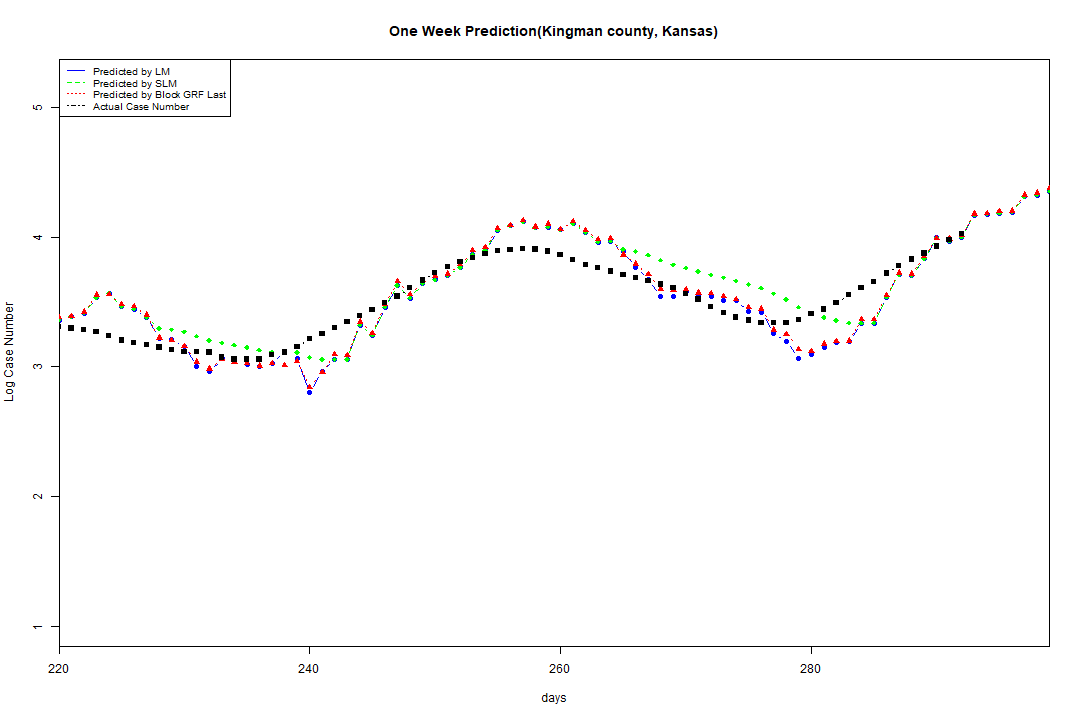 One Week Prediction(Kingman county, Kansas)
Predicted by LM
Predicted by SLM
Predicted by Block GRF Last
Actual Case Number
5
4
3
2
1
Log Case Number
220
240
260
280
days